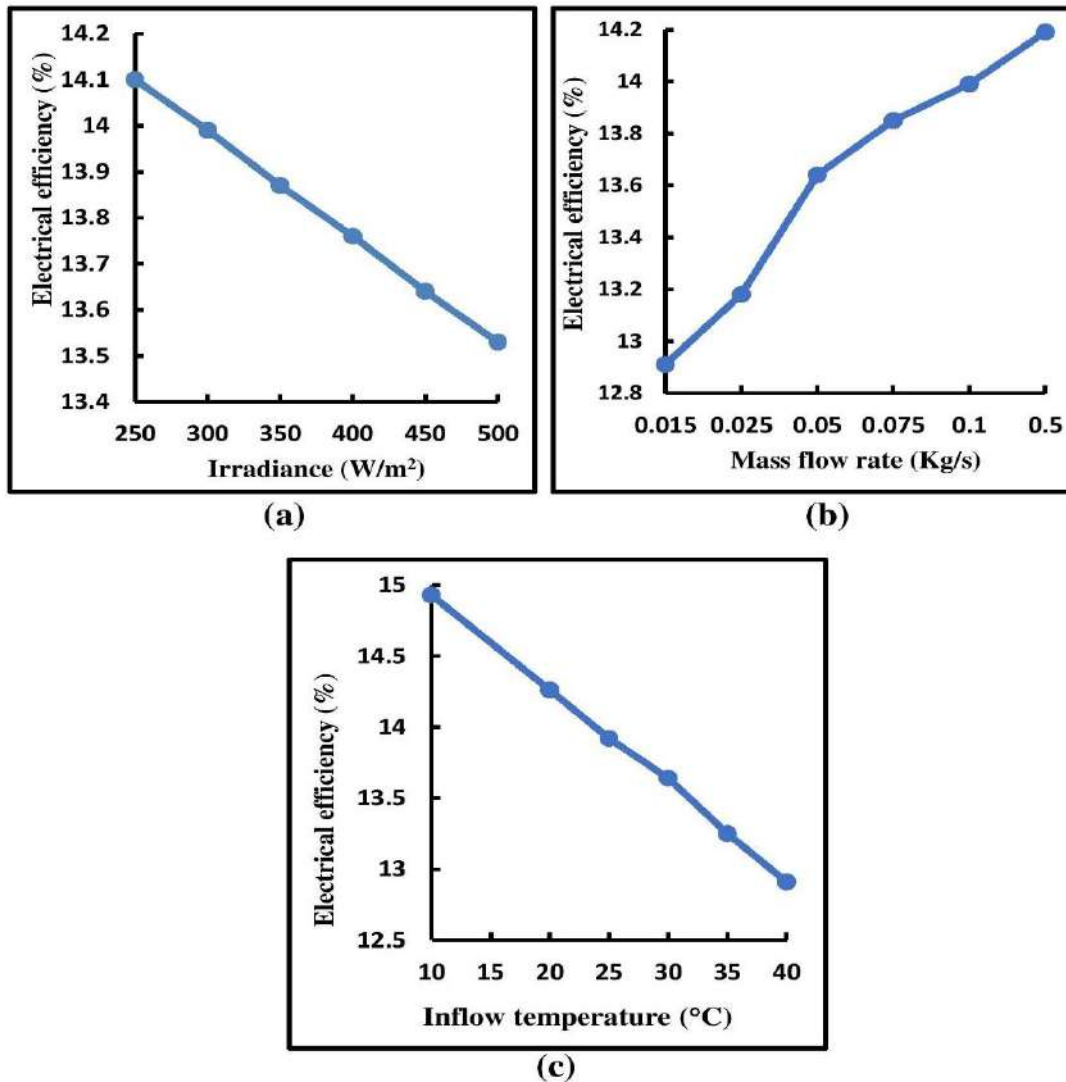 Electrical efficiency (%)
14.2
14.1
14
13.9
13.8
13.7
13.6
13.5
13.4
250 300 350 400 450 500
Irradiance (W/m²)
(a)
Electrical efficiency (%)
14.2
14
13.8
13.6
13.4
13.2
13
12.8
0.015 0.025 0.05 0.075 0.1 0.5
Mass flow rate (Kg/s)
(b)
Electrical efficiency (%)
15
14.5
14
13.5
13
12.5
10 15 20 25 30 35 40
Inflow temperature (°C)
(c)